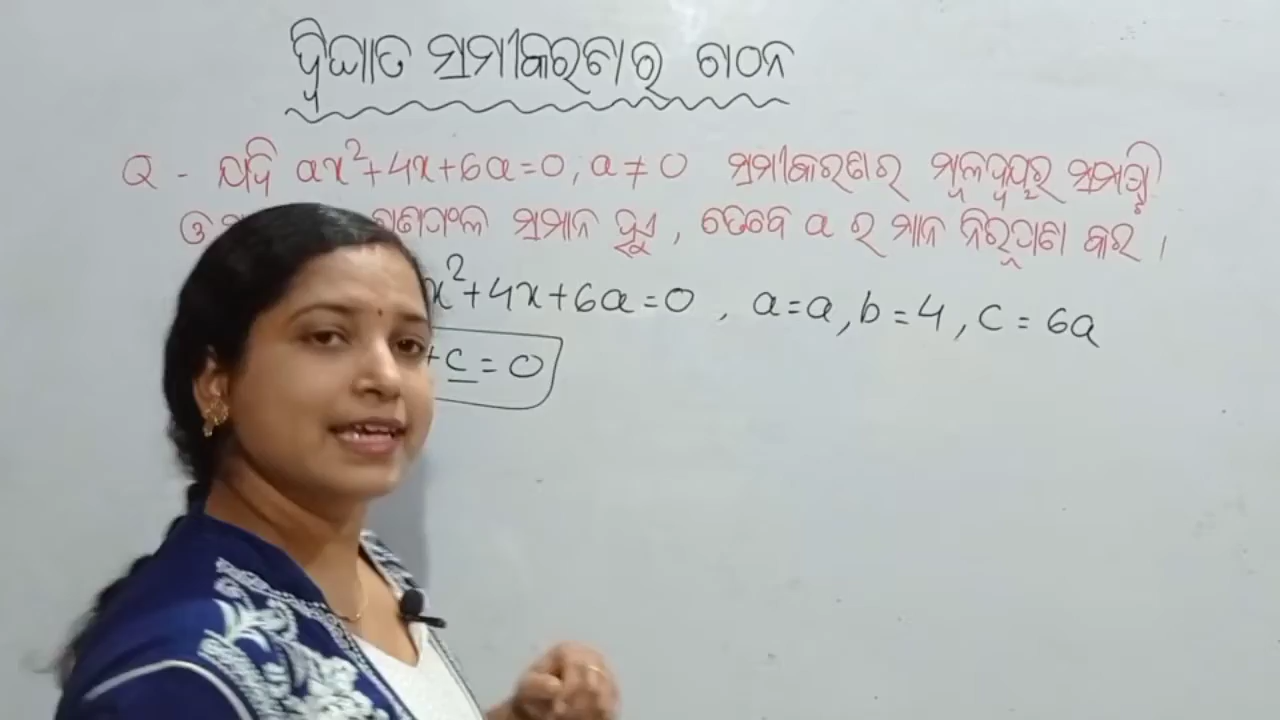 ଦ୍ୱିଘାତ ସମୀକରଣର ଗଠନ
Q - ଯଦି ax²+4x+6a=0, a≠0 ସମୀକରଣର ମୂଳଦ୍ୱୟର ସମଷ୍ଟି
ଓ ସମାନ ହୁଏ, ତେବେ a ର ମାନ ନିରୂପଣ କର ।
x²+4x+6a=0, a=a, b=4, c=6a
+c=0